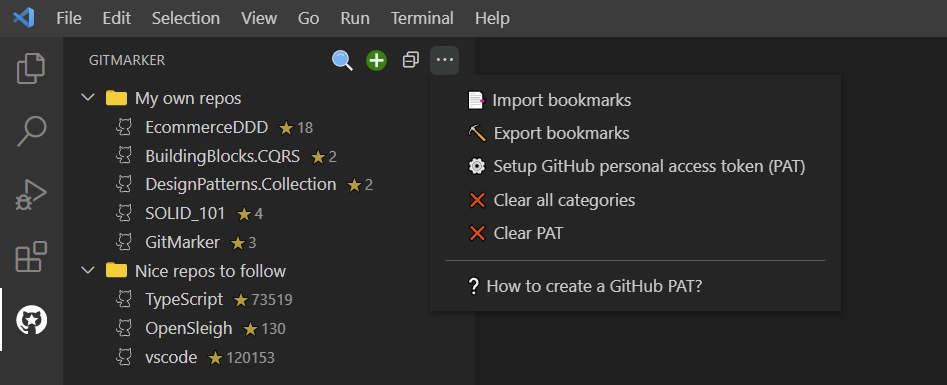 File Edit Selection View Go Run Terminal Help
GITMARKER
My own repos
EcommerceDDD ★ 18
BuildingBlocks.CQRS ★ 2
DesignPatterns.Collection ★ 2
SOLID_101 ★ 4
GitMarker ★ 3
Nice repos to follow
TypeScript ★ 73519
OpenSleigh ★ 130
vscode ★ 120153
Import bookmarks
Export bookmarks
Setup GitHub personal access token (PAT)
Clear all categories
Clear PAT
? How to create a GitHub PAT?